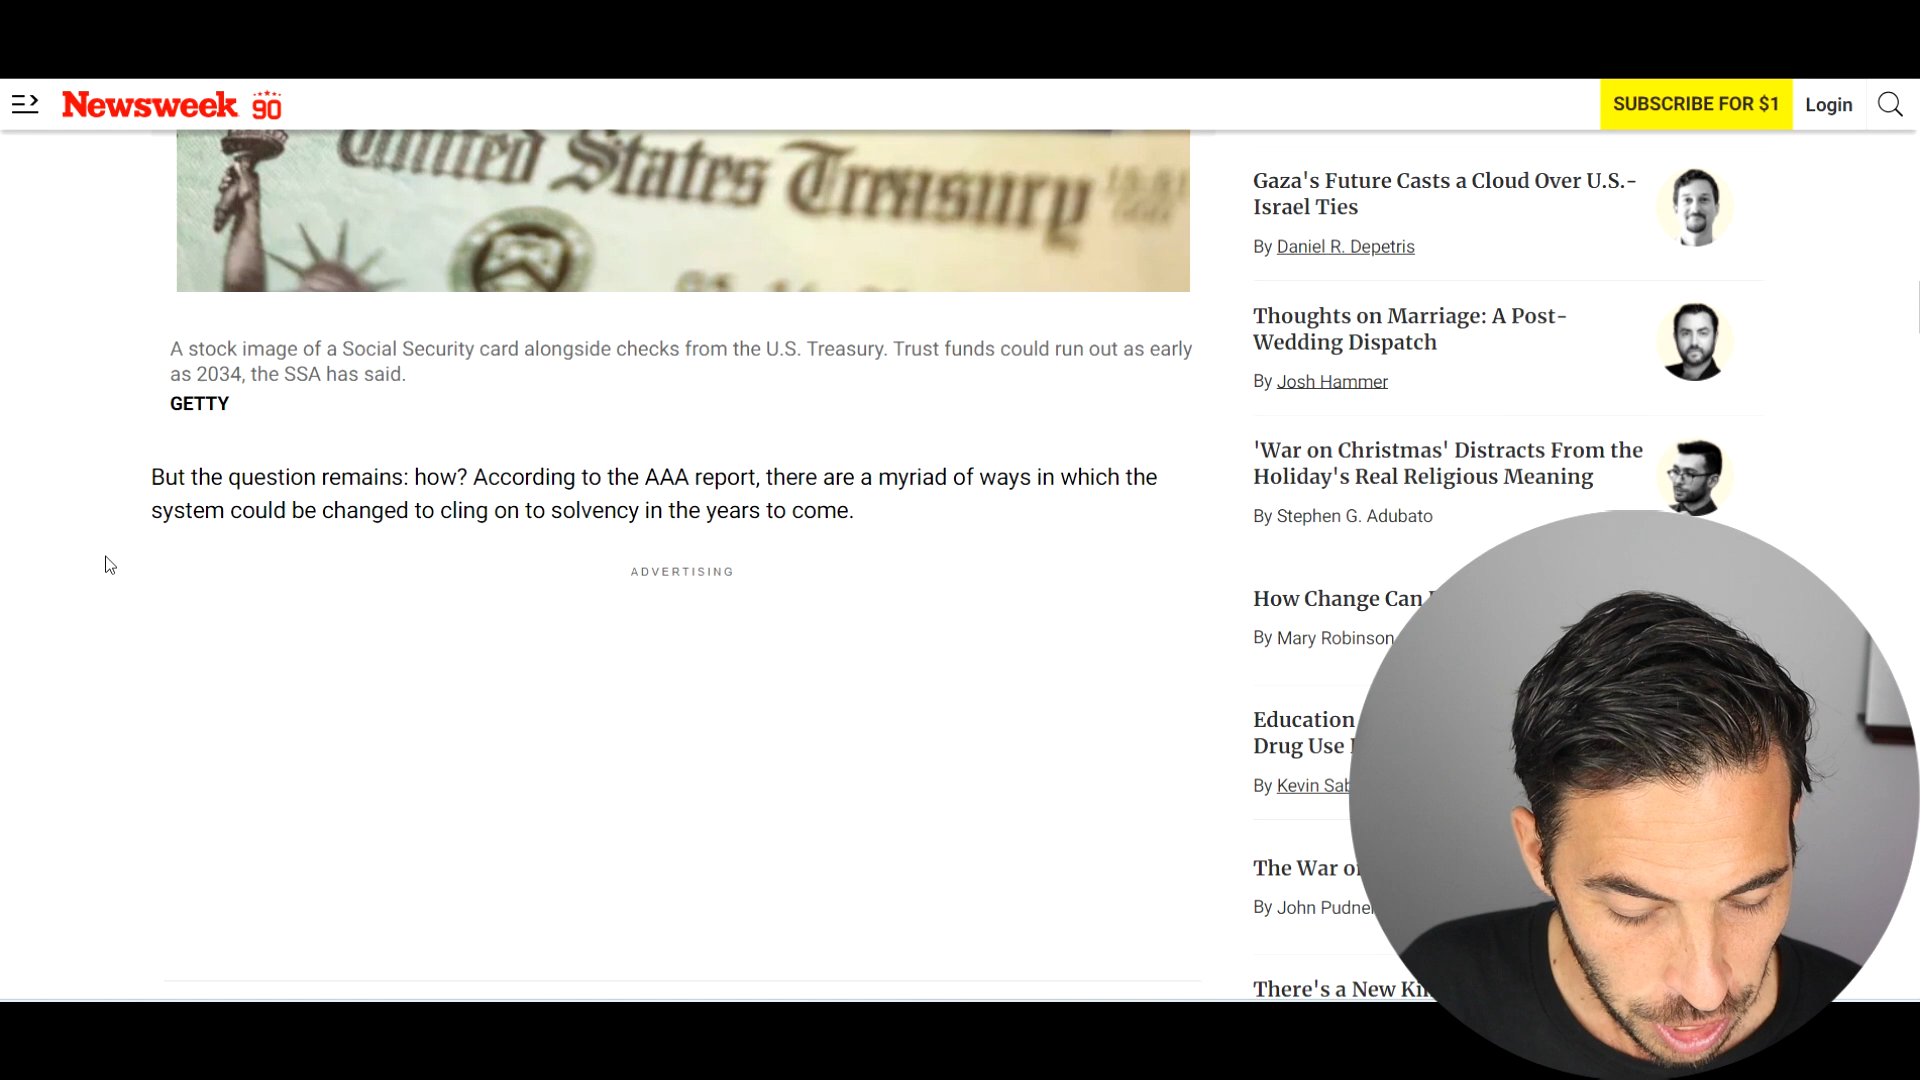 Newsweek 90
SUBSCRIBE FOR $1
Login
United States Treasury
A stock image of a Social Security card alongside checks from the U.S. Treasury. Trust funds could run out as early
as 2034, the SSA has said.
GETTY
But the question remains: how? According to the AAA report, there are a myriad of ways in which the
system could be changed to cling on to solvency in the years to come.
ADVERTISING
Gaza's Future Casts a Cloud Over U.S.-
Israel Ties
By Daniel R. Depetris
Thoughts on Marriage: A Post-
Wedding Dispatch
By Josh Hammer
'War on Christmas' Distracts From the
Holiday's Real Religious Meaning
By Stephen G. Adubato
How Change Can
By Mary Robinson
Education
Drug Use
By Kevin
The War
By John
There's a New